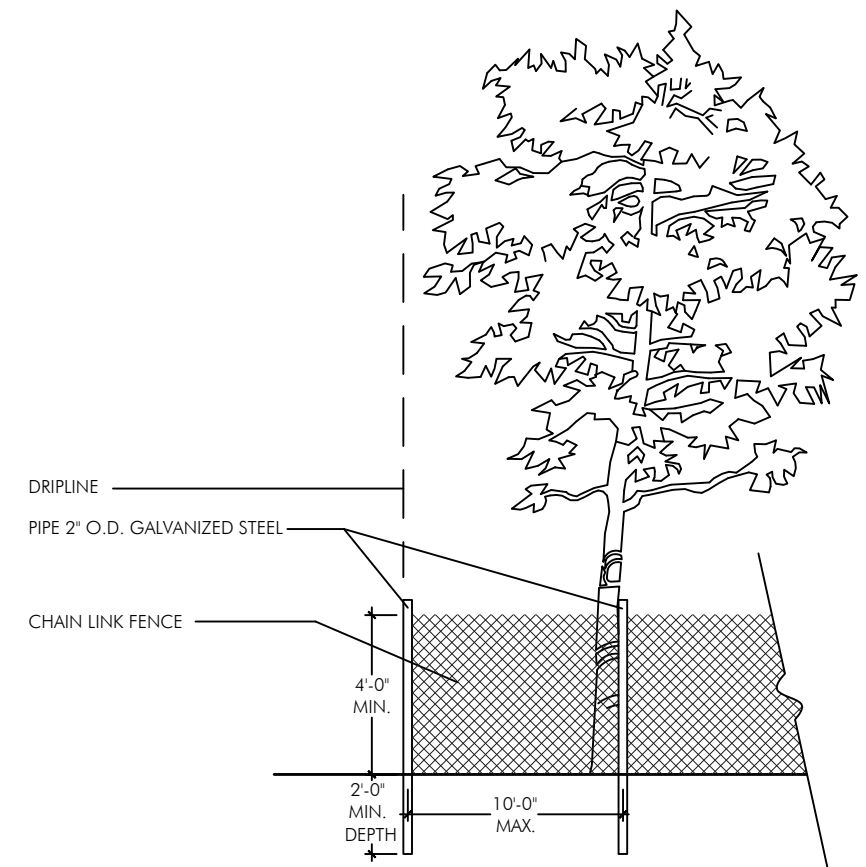 DRIPLINE
PIPE 2" O.D. GALVANIZED STEEL
CHAIN LINK FENCE
4'-0"
MIN.
2'-0"
MIN.
DEPTH
10'-0"
MAX.